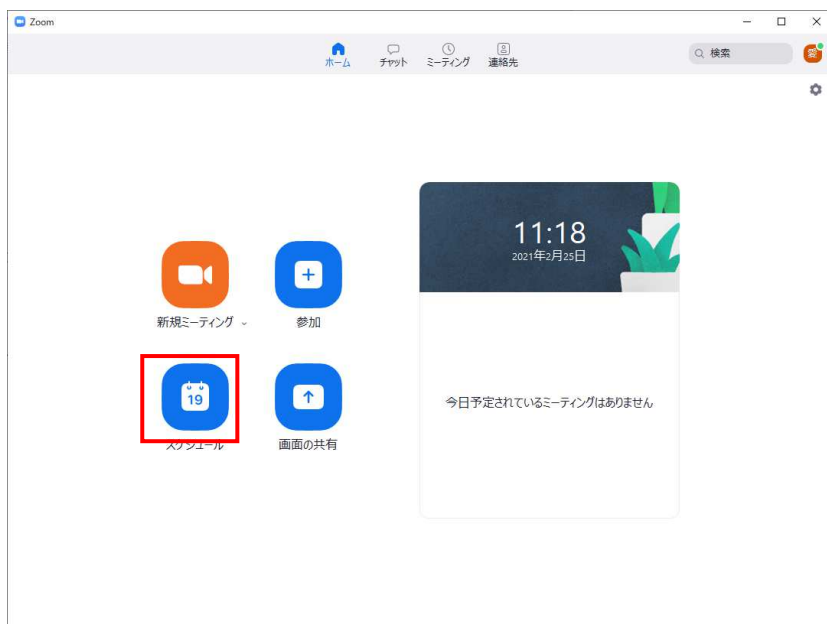 Zoom
ホーム
チャット
ミーティング
連絡先
検索
愛
11:18
2021年2月25日
新規ミーティング
参加
19
スケジュール
画面の共有
今日予定されているミーティングはありません